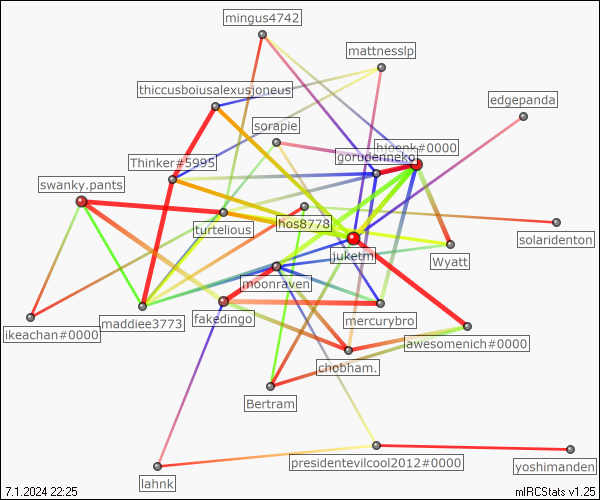 mingus4742
mattnesslp
thiccusboiusalexusjoneus
edgepanda
sorapie
hjoenk#0000
gorudenneko
Thinker#5995
swanky.pants
hos8778
turtelious
solaridenton
juketm
Wyatt
moonraven
fakedingo
mercurybro
maddiee3773
ikeachan#0000
awesomenich#0000
chobham.
Bertram
presidentevilcool2012#0000
yoshimanden
lahnk
7.1.2024 22:25
mIRCStats v1.25